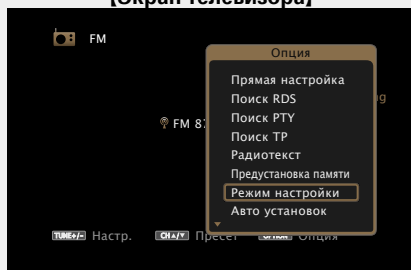 [Экран телевизора]
FM
Опция
Прямая настройка
Поиск RDS
Поиск PTY
FM 87
Поиск TP
Радиотекст
Предустановка памяти
Режим настройки
Авто установок
TUNE+/- Настр. CH▲/▼ Пресет OPTION Опция